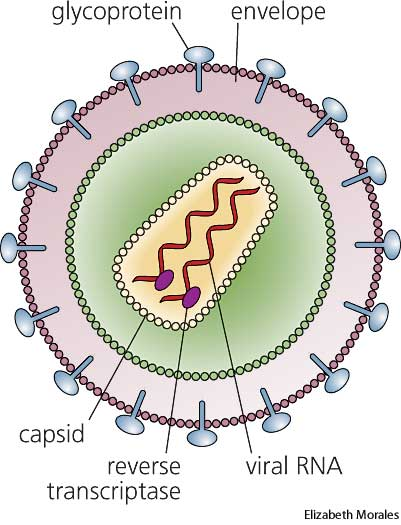 glycoprotein
envelope
capsid
reverse
transcriptase
viral RNA
Elizabeth Morales